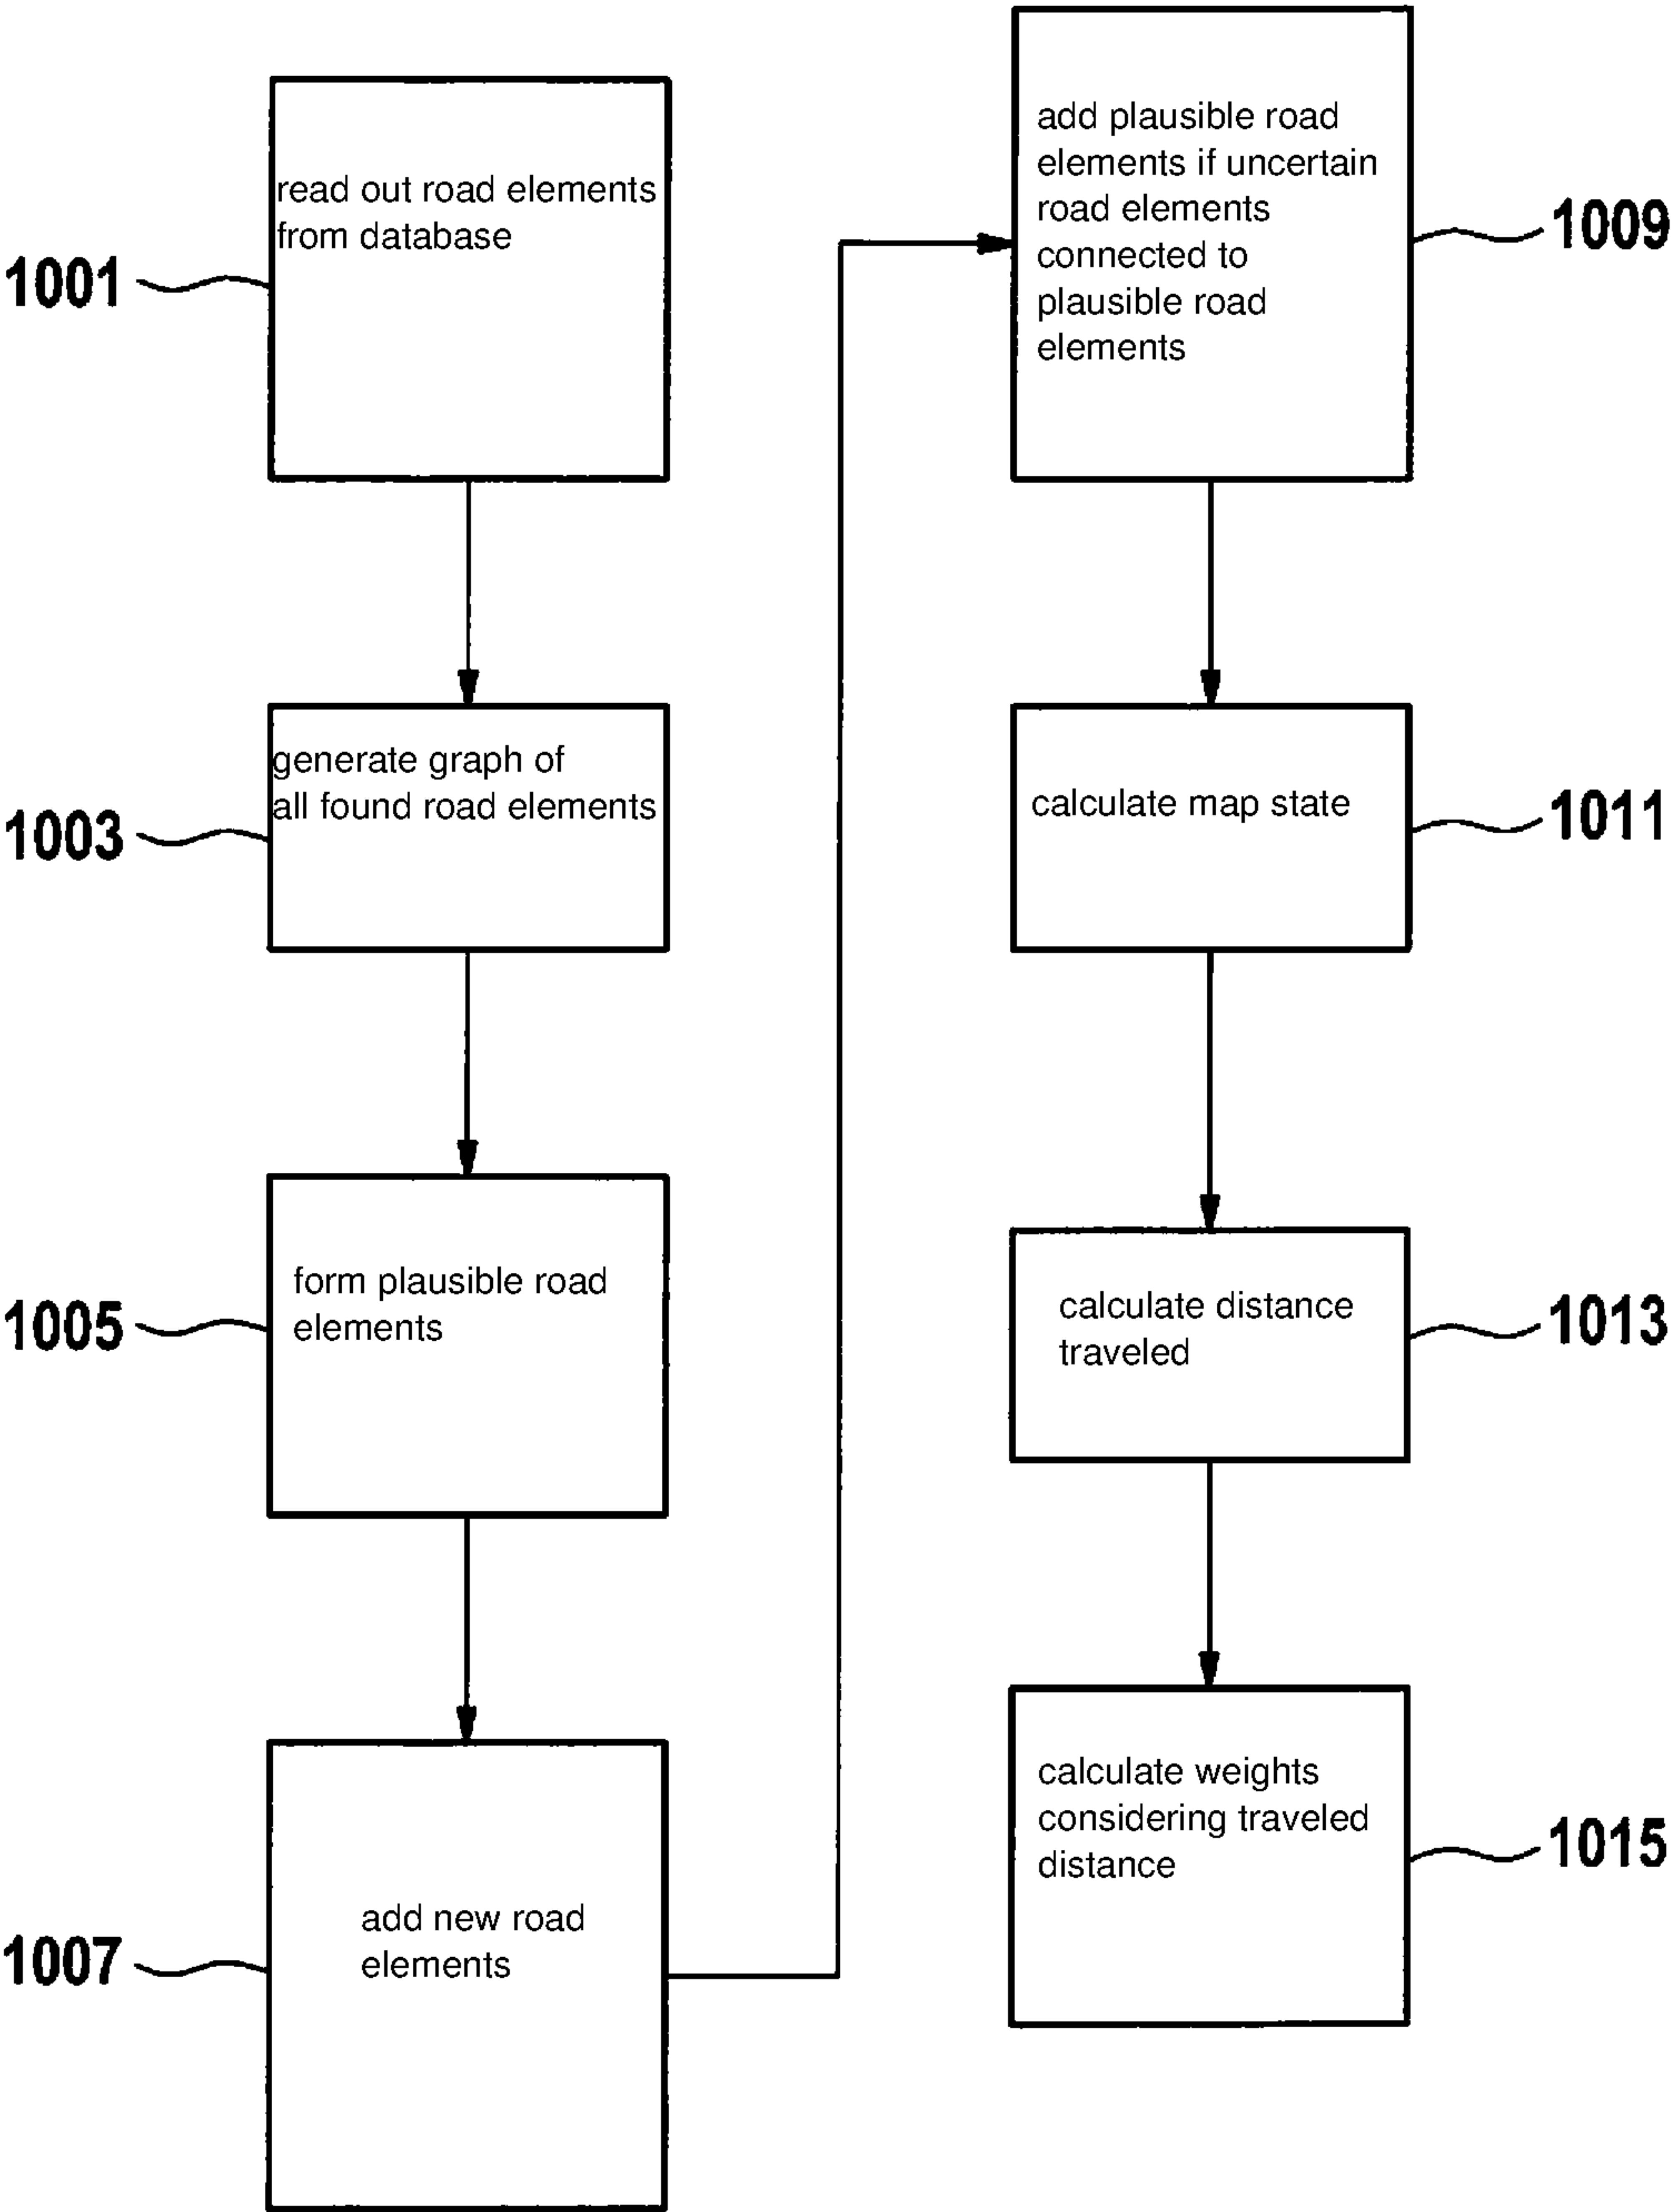 read out road elements
from database
1001
generate graph of
all found road elements
1003
form plausible road
elements
1005
add new road
elements
1007
add plausible road
elements if uncertain
road elements
connected to
plausible road
elements
1009
calculate map state
1011
calculate distance
traveled
1013
calculate weights
considering traveled
distance
1015